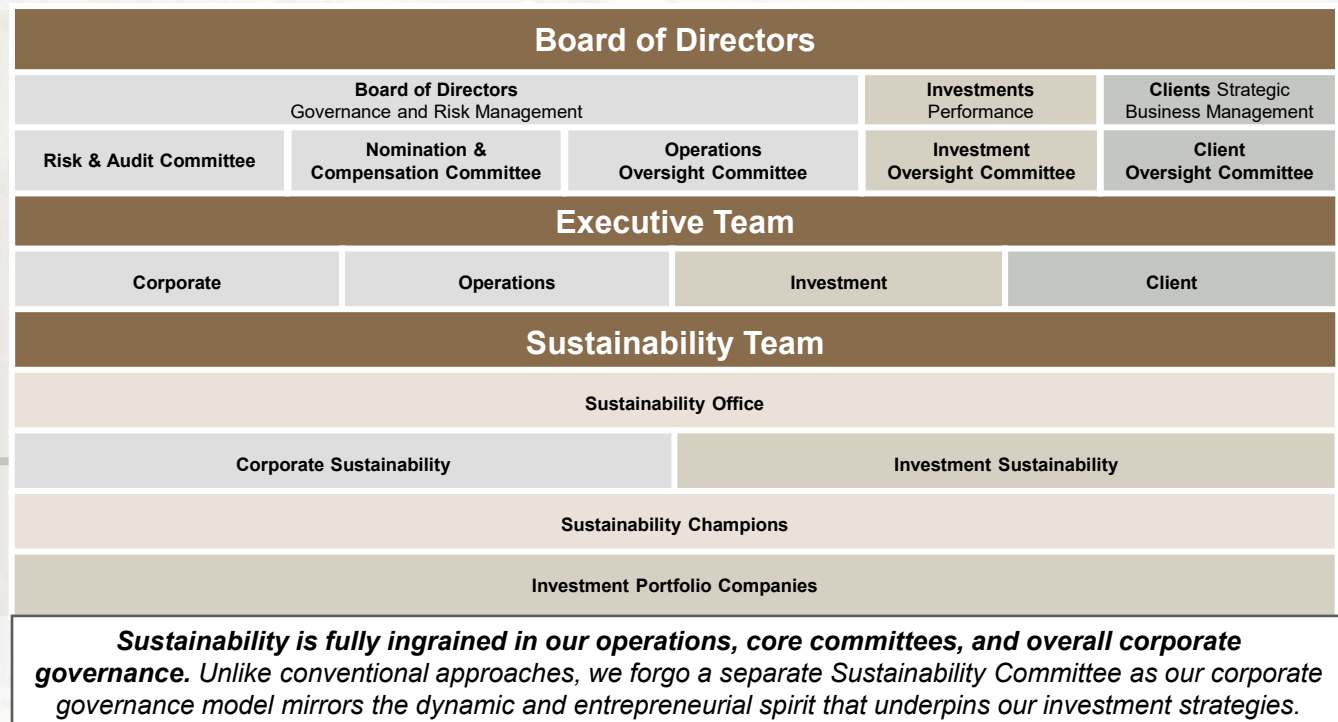 Board of Directors
Board of Directors
Governance and Risk Management
Investments
Performance
Clients Strategic
Business Management
Risk & Audit Committee
Nomination &
Compensation Committee
Operations
Oversight Committee
Investment
Oversight Committee
Client
Oversight Committee
Executive Team
Corporate
Operations
Investment
Client
Sustainability Team
Sustainability Office
Corporate Sustainability
Investment Sustainability
Sustainability Champions
Investment Portfolio Companies
Sustainability is fully ingrained in our operations, core committees, and overall corporate
governance. Unlike conventional approaches, we forgo a separate Sustainability Committee as our corporate
governance model mirrors the dynamic and entrepreneurial spirit that underpins our investment strategies.